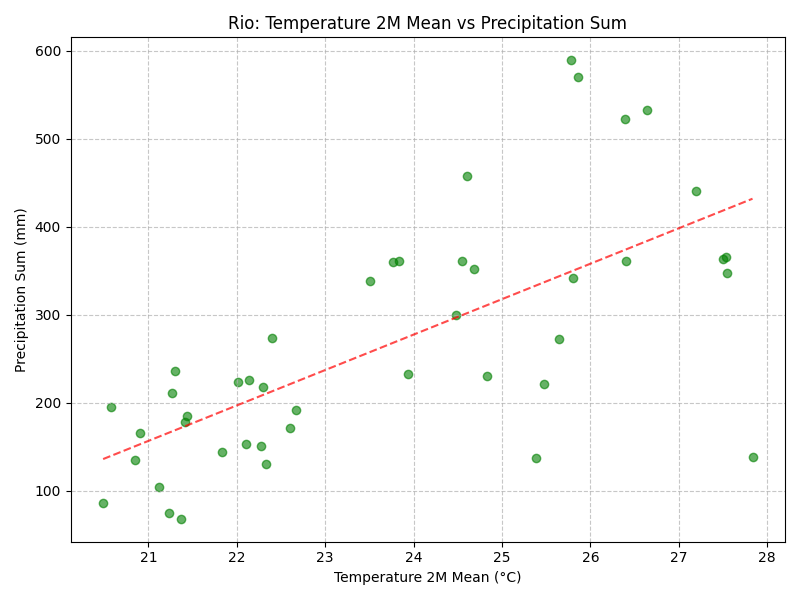 Rio: Temperature 2M Mean vs Precipitation Sum
Precipitation Sum (mm)
600
500
400
300
200
100
21 22 23 24 25 26 27 28
Temperature 2M Mean (°C)